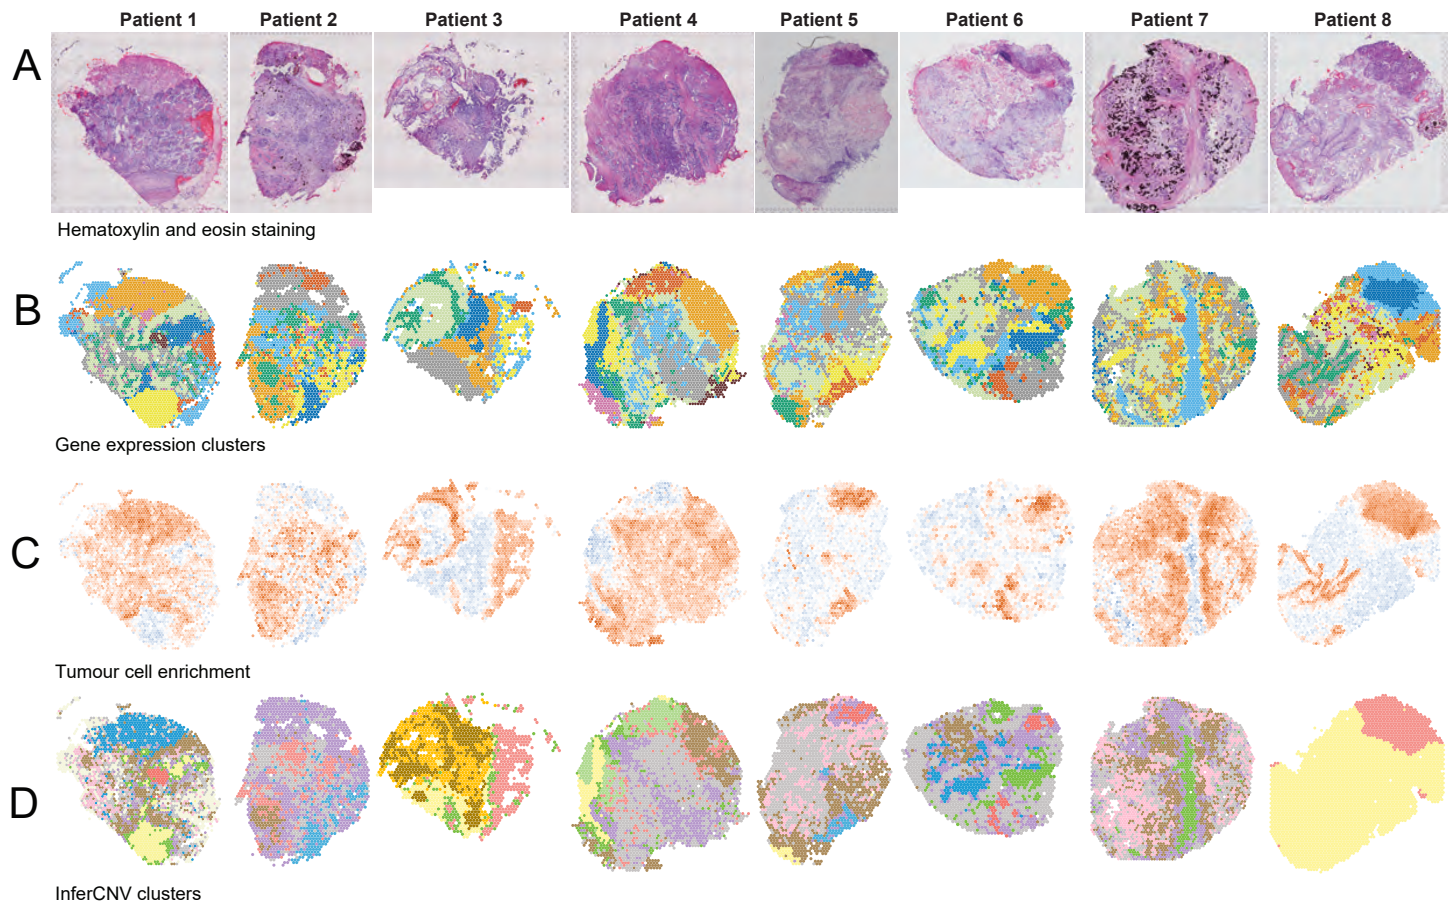 Patient 1 Patient 2 Patient 3 Patient 4 Patient 5 Patient 6 Patient 7 Patient 8
A
Hematoxylin and eosin staining
B
Gene expression clusters
C
Tumour cell enrichment
D
InferCNV clusters